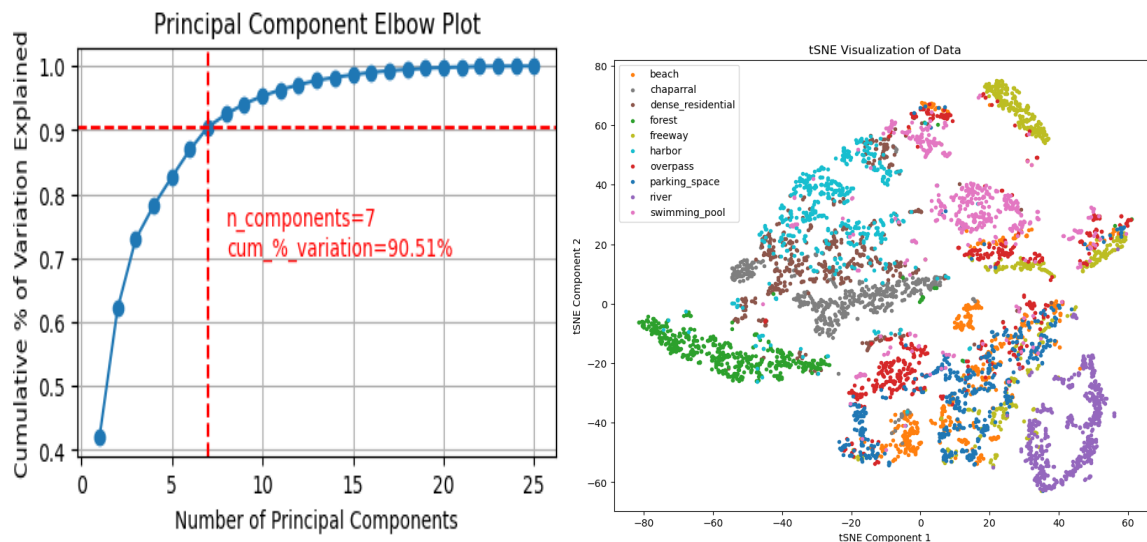 Principal Component Elbow Plot
Cumulative % of Variation Explained
1.0
0.9
0.8
0.7
0.6
0.5
0.4
n_components=7
cum_%_variation=90.51%
0 5 10 15 20 25
Number of Principal Components
tSNE Visualization of Data
tSNE Component 2
80
60
40
20
0
−20
−40
−60
beach
chaparral
dense_residential
forest
freeway
harbor
overpass
parking_space
river
swimming_pool
−80 −60 −40 −20 0 20 40 60
tSNE Component 1